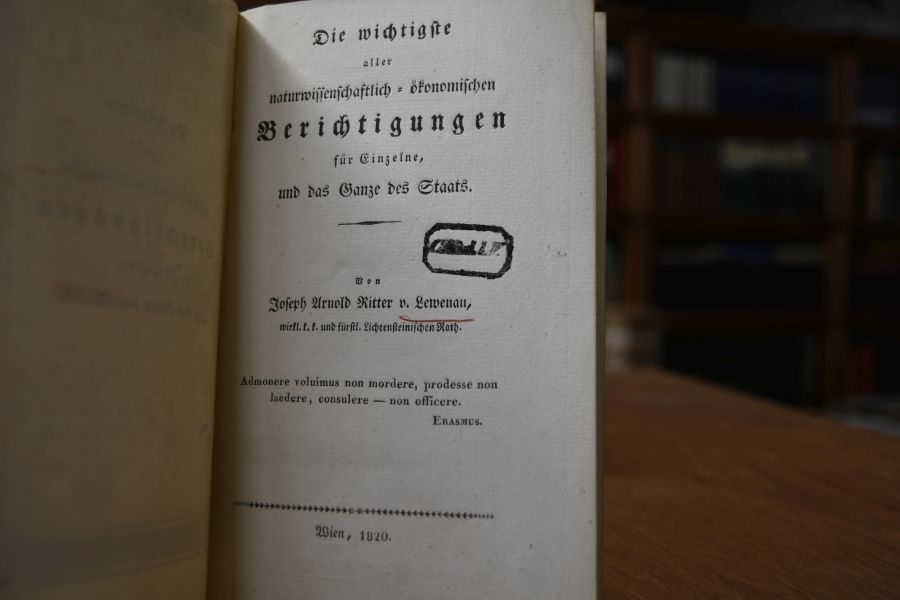 Die wichtigste
aller
naturwissenschaftlich = ökonomischen
Berichtigungen
für Einzelne,
und das Ganze des Staats.
Von
Joseph Arnold Ritter v. Lewenau,
wirkl. k. k. und fürstl. Lichtensteinischen Rath.
Admonere voluimus non mordere, prodesse non
laedere, consulere — non officere.
Erasmus.
Wien, 1820.